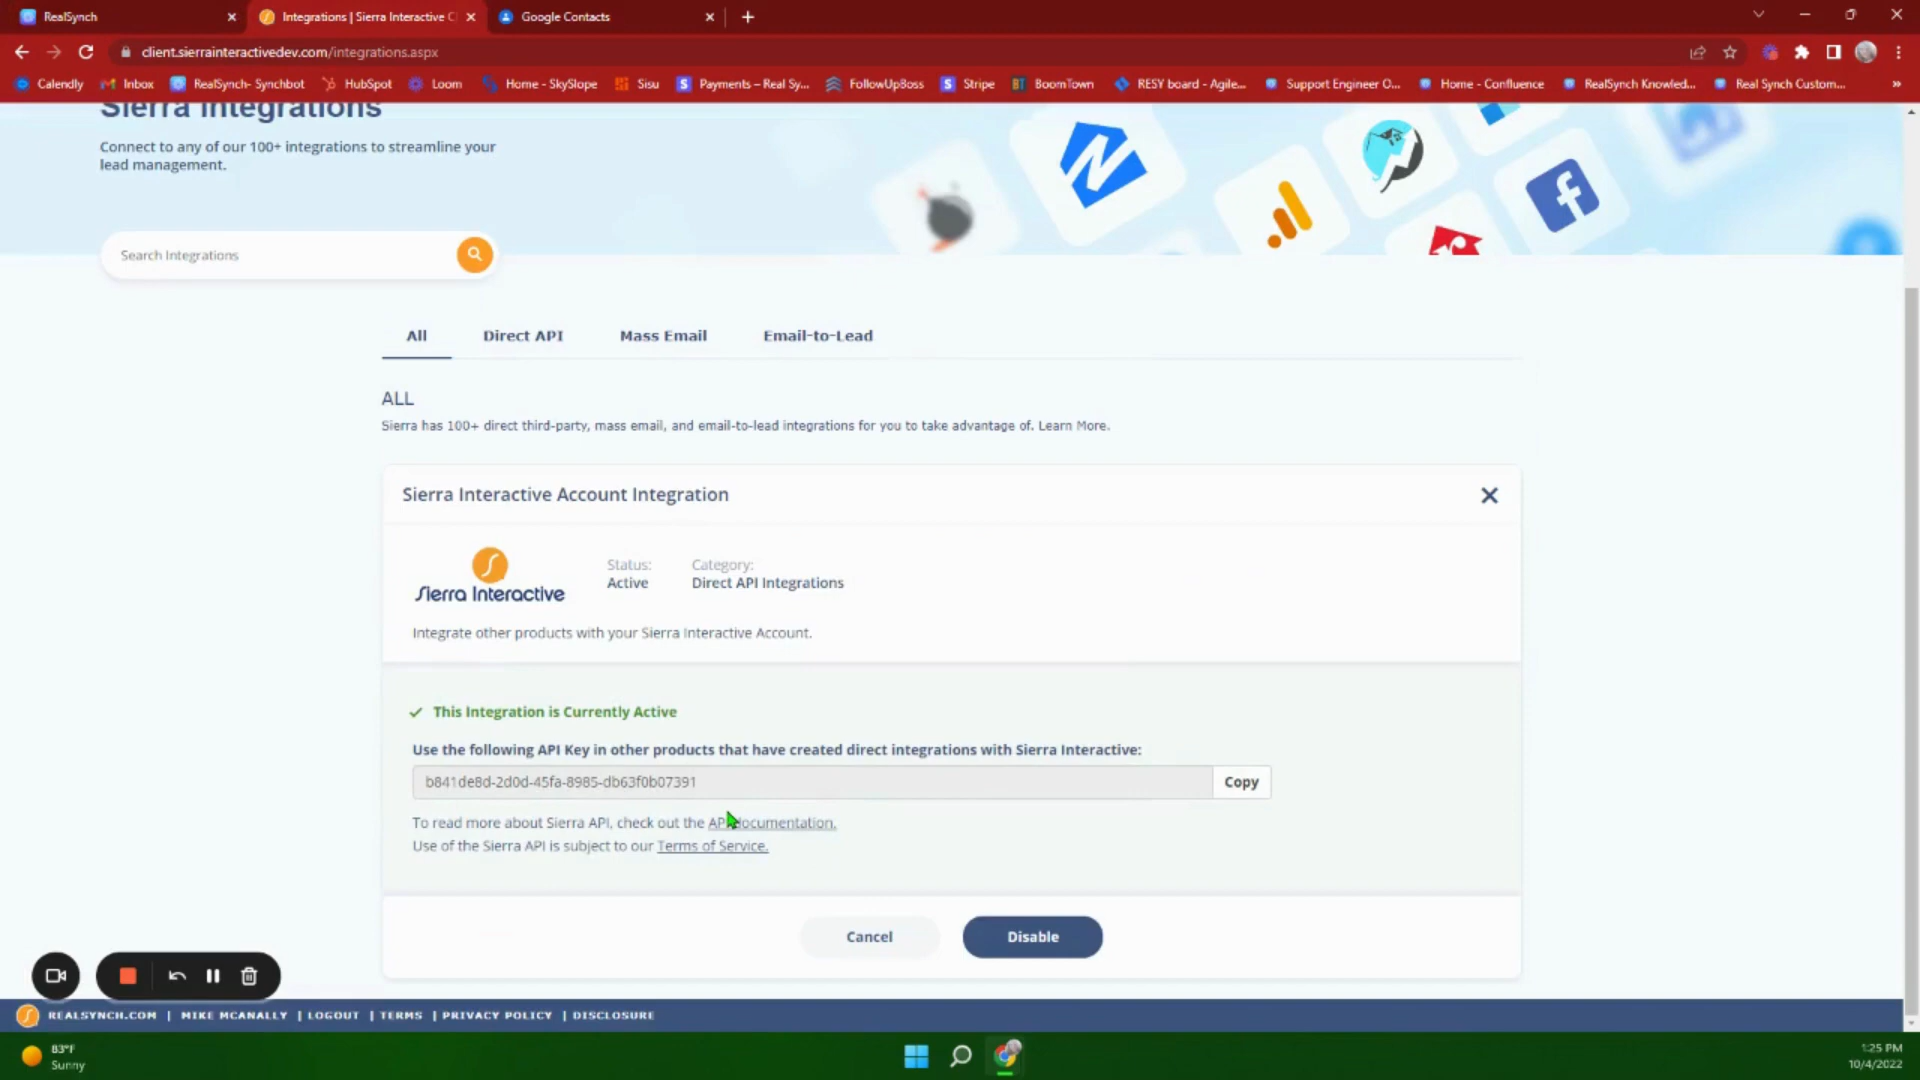 RealSynch
Integrations | Sierra Interactive C
Google Contacts
client.sierrainteractivedev.com/integrations.aspx
Calendly
Inbox
RealSynch- Synchbot
HubSpot
Loom
Home - SkySlope
Sisu
Payments – Real Sy...
FollowUpBoss
Stripe
BT BoomTown
RESY board - Agile...
Support Engineer O...
Home - Confluence
RealSynch Knowled...
Real Synch Custom...
Sierra Integrations
Connect to any of our 100+ integrations to streamline your
lead management.
Search Integrations
All
Direct API
Mass Email
Email-to-Lead
ALL
Sierra has 100+ direct third-party, mass email, and email-to-lead integrations for you to take advantage of. Learn More.
Sierra Interactive Account Integration
Sierra Interactive
Status:
Active
Category:
Direct API Integrations
Integrate other products with your Sierra Interactive Account.
This Integration is Currently Active
Use the following API Key in other products that have created direct integrations with Sierra Interactive:
b841de8d-2d0d-45fa-8985-db63f0b07391
Copy
To read more about Sierra API, check out the API Documentation.
Use of the Sierra API is subject to our Terms of Service.
Cancel
Disable
REALSYNCH.COM | MIKE MCANALLY | LOGOUT | TERMS | PRIVACY POLICY | DISCLOSURE
83°F
Sunny
1:25 PM
10/4/2022